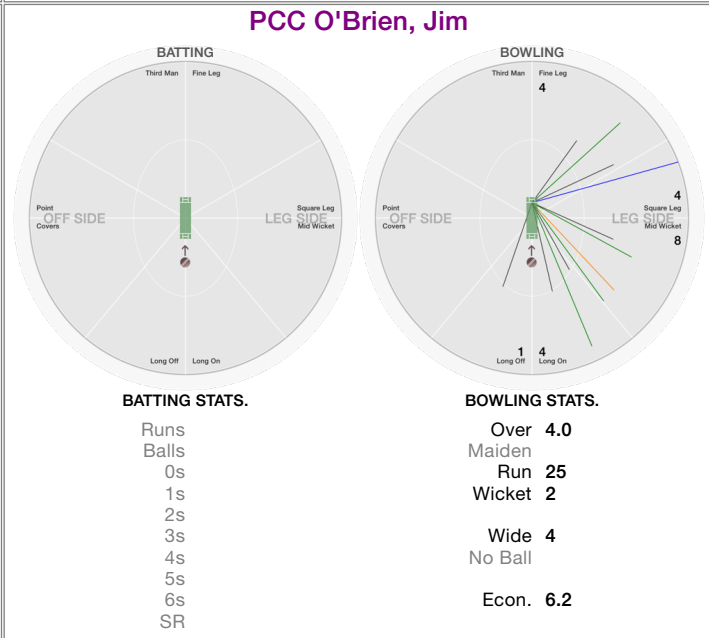 PCC O'Brien, Jim
BATTING
Third Man Fine Leg
Point
OFF SIDE
Covers
Square Leg
LEG SIDE
Mid Wicket
Long Off Long On
BATTING STATS.
Runs
Balls
0s
1s
2s
3s
4s
5s
6s
SR
BOWLING
Third Man Fine Leg
4
Point
OFF SIDE
Covers
4
Square Leg
LEG SIDE
Mid Wicket
8
1 4
Long Off Long On
BOWLING STATS.
Over 4.0
Maiden
Run 25
Wicket 2
Wide 4
No Ball
Econ. 6.2